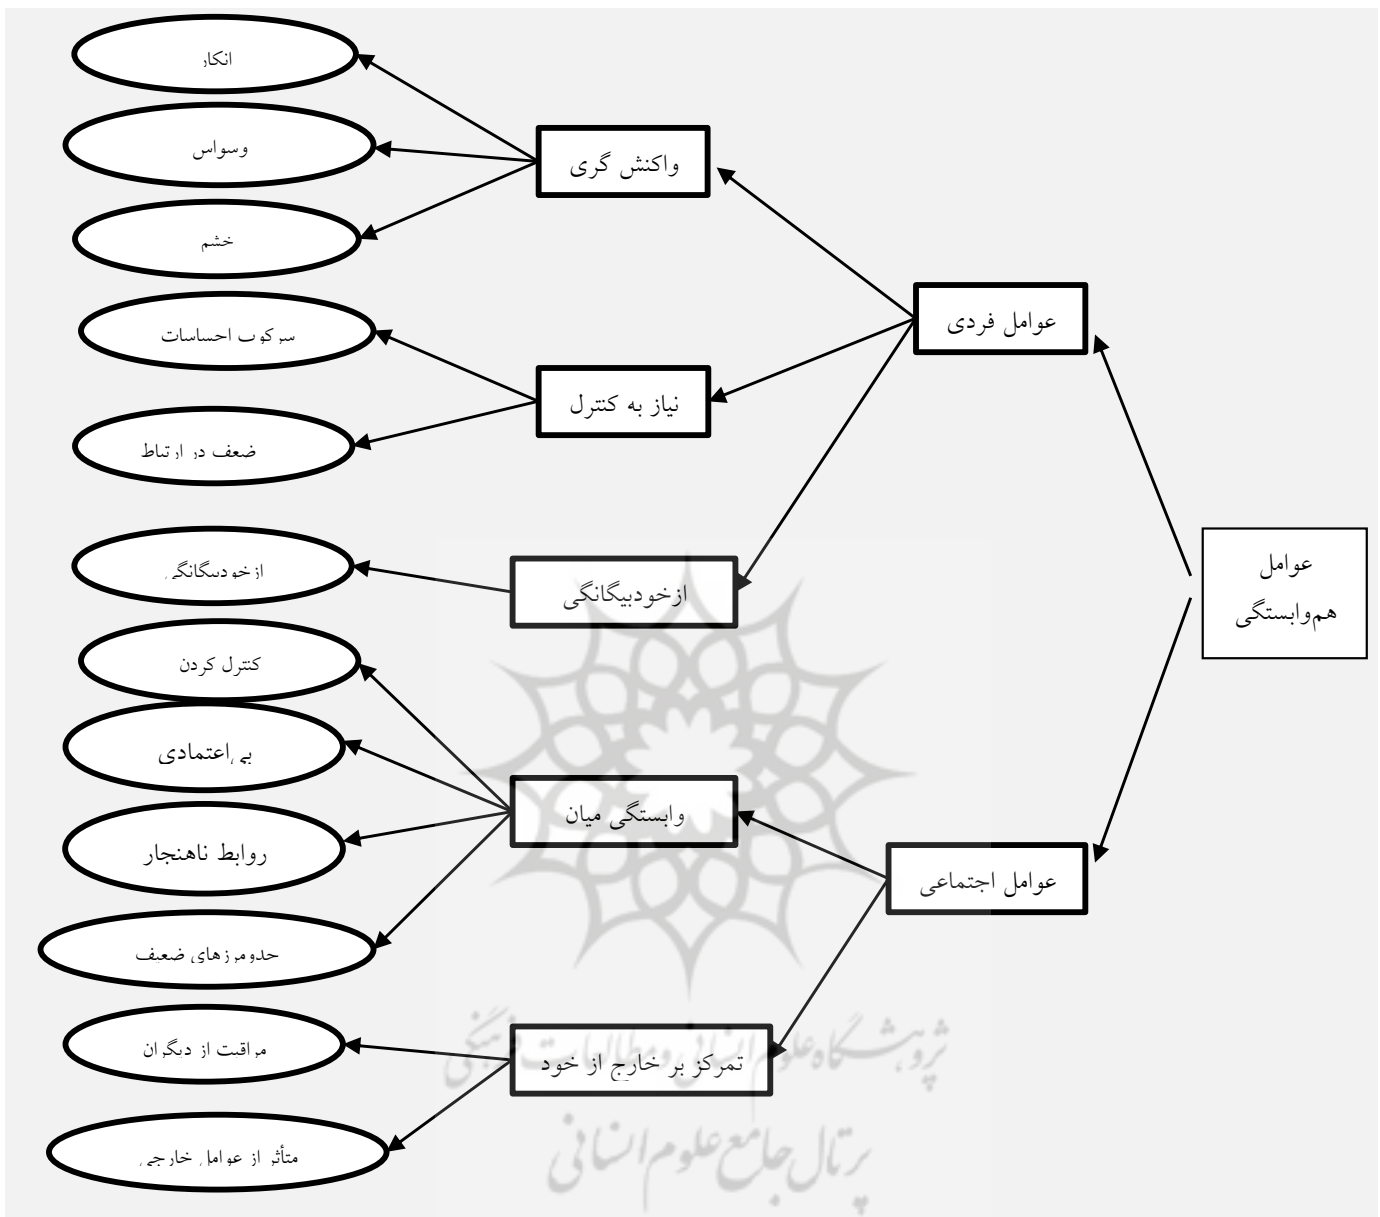 عوامل
هم‌وابستگی
عوامل فردی
واکنش گری
انکار
وسواس
خشم
نیاز به کنترل
سرکوب احساسات
ضعف در ارتباط
ازخودبیگانگی
ازخودبیگانگی
عوامل اجتماعی
وابستگی میان
کنترل کردن
بی‌اعتمادی
روابط ناهنجار
حدومرزهای ضعیف
تمرکز بر خارج از خود
مراقبت از دیگران
متأثر از عوامل خارجی
پژوهشگاه علوم انسانی و مطالعات فرهنگی
پرتال جامع علوم انسانی